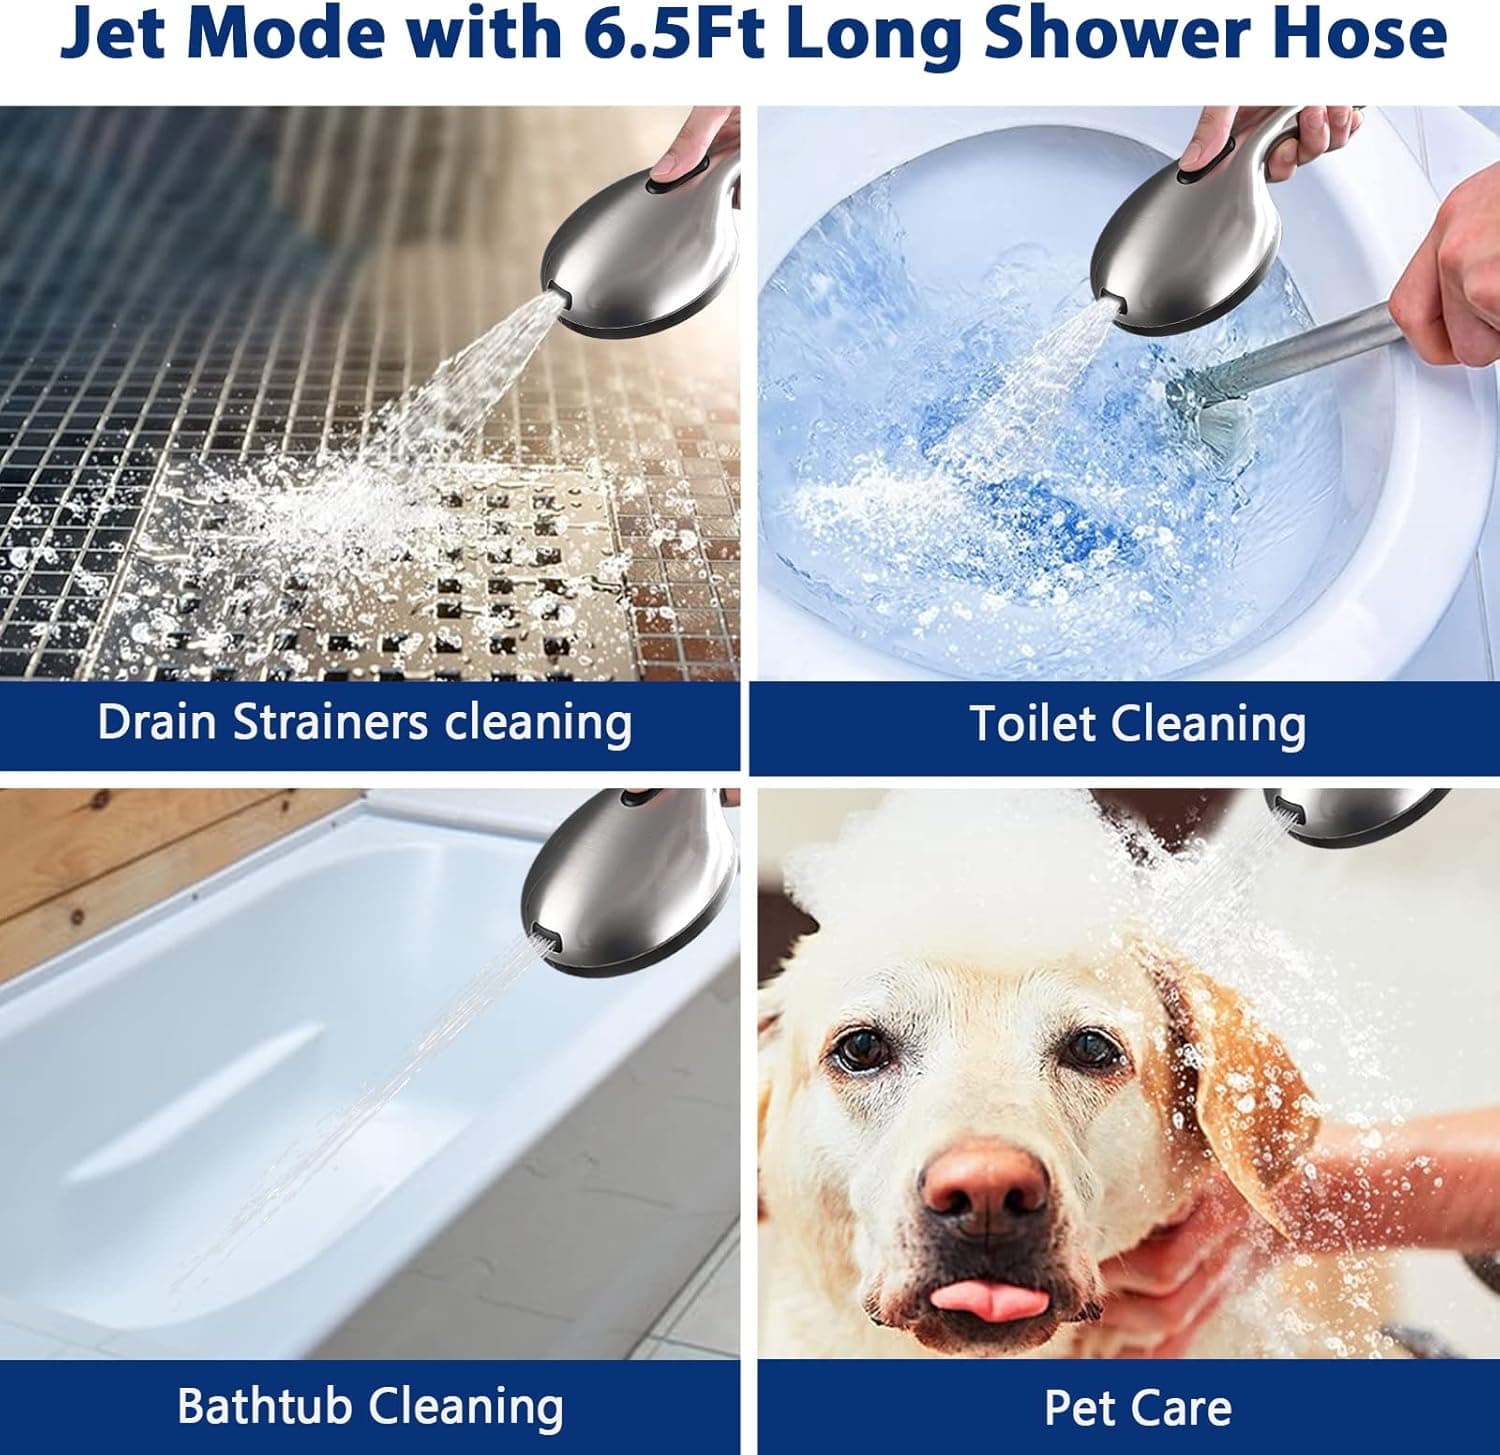 Jet Mode with 6.5Ft Long Shower Hose
Drain Strainers cleaning
Toilet Cleaning
Bathtub Cleaning
Pet Care